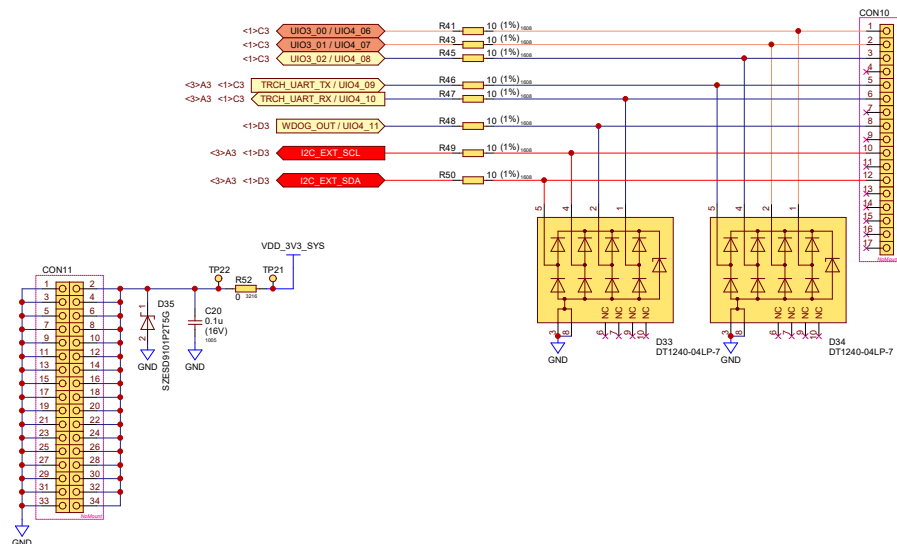 CON10
<1>C3 UIO3_00 / UIO4_06 R41 10 (1%) 1608 1
<1>C3 UIO3_01 / UIO4_07 R43 10 (1%) 1608 2
<1>C3 UIO3_02 / UIO4_08 R45 10 (1%) 1608 3
4
<3>A3 <1>C3 TRCH_UART_TX / UIO4_09 R46 10 (1%) 1608 5
<3>A3 <1>C3 TRCH_UART_RX / UIO4_10 R47 10 (1%) 1608 6
7
<1>D3 WDOG_OUT / UIO4_11 R48 10 (1%) 1608 8
9
<3>A3 <1>D3 I2C_EXT_SCL R49 10 (1%) 1608 10
11
<3>A3 <1>D3 I2C_EXT_SDA R50 10 (1%) 1608 12
13
14
15
16
17
NoMount
5 4 2 1
5 4 2 1
3 8 6 7 9 10
NC NC
GND
D33
DT1240-04LP-7
3 8 6 7 9 10
NC NC
GND
D34
DT1240-04LP-7
VDD_3V3_SYS
CON11
TP22 R52 TP21
0 3216
1 2
3 4
5 6
7 8
9 10
11 12
13 14
15 16
17 18
19 20
21 22
23 24
25 26
27 28
29 30
31 32
33 34
NoMount
GND
1
2
D35
SZESD9101P2T5G
GND
C20
0.1u
(16V)
1005
GND